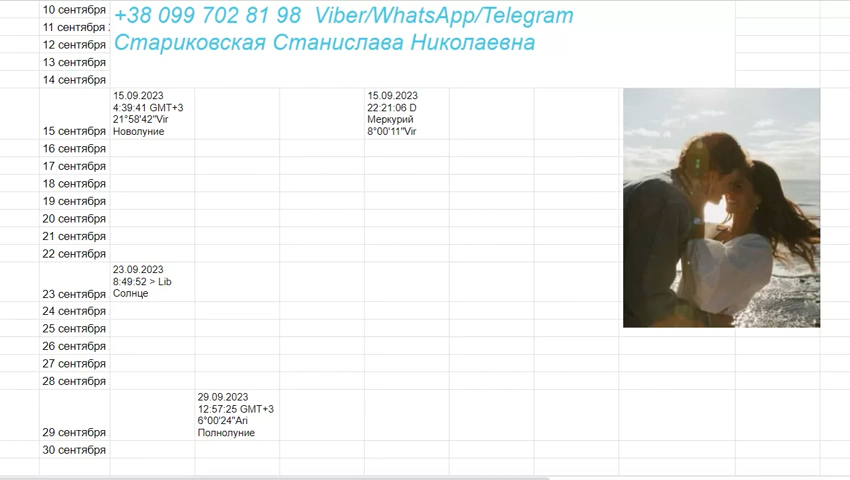 10 сентября
+38 099 702 81 98 Viber/WhatsApp/Telegram
11 сентября
12 сентября
Стариковская Станислава Николаевна
13 сентября
14 сентября
15.09.2023
4:39:41 GMT+3
21°58'42"Vir
Новолуние
15.09.2023
22:21:06 D
Меркурий
8°00'11"Vir
15 сентября
16 сентября
17 сентября
18 сентября
19 сентября
20 сентября
21 сентября
22 сентября
23.09.2023
8:49:52 > Lib
Солнце
23 сентября
24 сентября
25 сентября
26 сентября
27 сентября
28 сентября
29.09.2023
12:57:25 GMT+3
6°00'24"Ari
Полнолуние
29 сентября
30 сентября